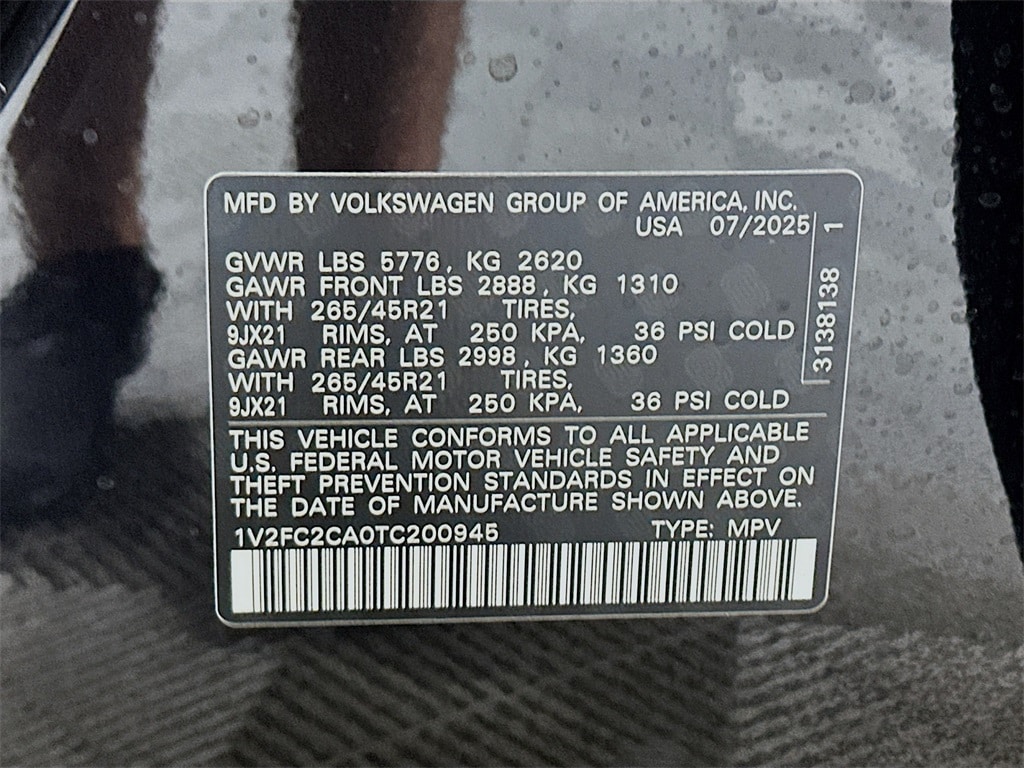 MFD BY VOLKSWAGEN GROUP OF AMERICA, INC.
USA 07/2025
GVWR LBS 5776, KG 2620
GAWR FRONT LBS 2888, KG 1310
WITH 265/45R21 TIRES,
9JX21 RIMS, AT 250 KPA, 36 PSI COLD
GAWR REAR LBS 2998, KG 1360
WITH 265/45R21 TIRES,
9JX21 RIMS, AT 250 KPA, 36 PSI COLD
3138138 1
THIS VEHICLE CONFORMS TO ALL APPLICABLE
U.S. FEDERAL MOTOR VEHICLE SAFETY AND
THEFT PREVENTION STANDARDS IN EFFECT ON
THE DATE OF MANUFACTURE SHOWN ABOVE.
1V2FC2CA0TC200945 TYPE: MPV